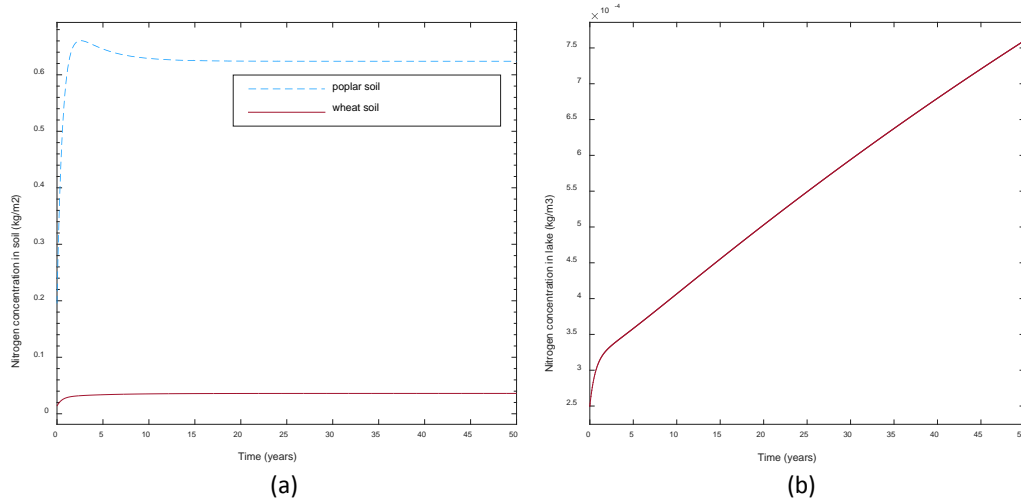 × 10 -4
0.6
0.5
0.4
0.3
0.2
0.1
0
poplar soil
wheat soil
Nitrogen concentration in soil (kg/m2)
0 5 10 15 20 25 30 35 40 45 50
Time (years)
(a)
7.5
7
6.5
6
5.5
5
4.5
4
3.5
3
2.5
Nitrogen concentration in lake (kg/m3)
0 5 10 15 20 25 30 35 40 45 50
Time (years)
(b)